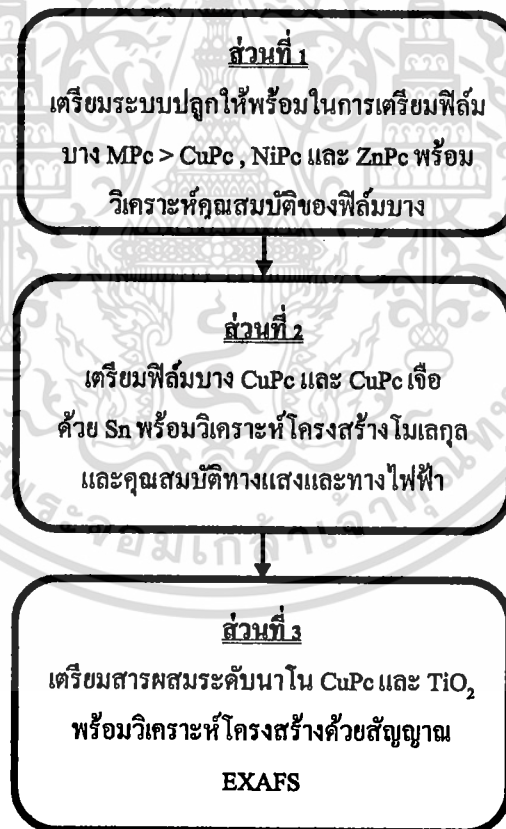 ส่วนที่ 1
เตรียมระบบปลูกให้พร้อมในการเตรียมฟิล์ม
บาง MPc > CuPc , NiPc และ ZnPc พร้อม
วิเคราะห์คุณสมบัติของฟิล์มบาง
ส่วนที่ 2
เตรียมฟิล์มบาง CuPc และ CuPc เจือ
ด้วย Sn พร้อมวิเคราะห์โครงสร้างโมเลกุล
และคุณสมบัติทางแสงและทางไฟฟ้า
ส่วนที่ 3
เตรียมสารผสมระดับนาโน CuPc และ TiO₂
พร้อมวิเคราะห์โครงสร้างด้วยสัญญาณ
EXAFS